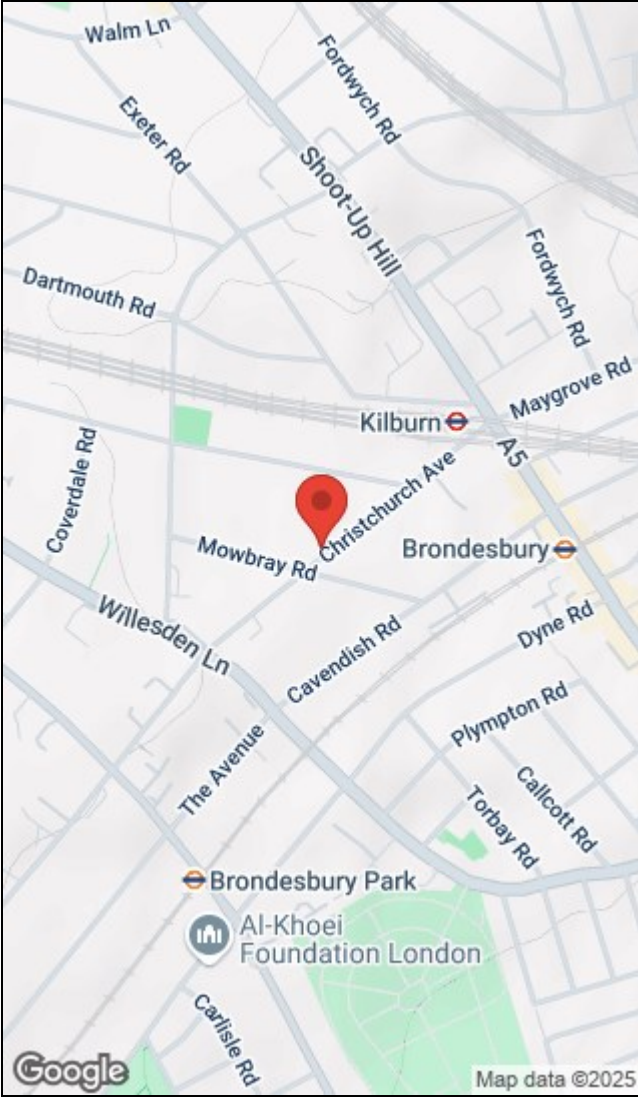 Walm Ln
Fordwych Rd
Exeter Rd
Shoot-Up Hill
Fordwych Rd
Dartmouth Rd
Maygrove Rd
Kilburn
A5
Coverdale Rd
Christchurch Ave
Mowbray Rd
Brondesbury
Willesden Ln
Dyne Rd
Cavendish Rd
Plympton Rd
The Avenue
Callcott Rd
Torbay Rd
Brondesbury Park
Al-Khoei
Foundation London
Carlisle Rd
Google
Map data ©2025